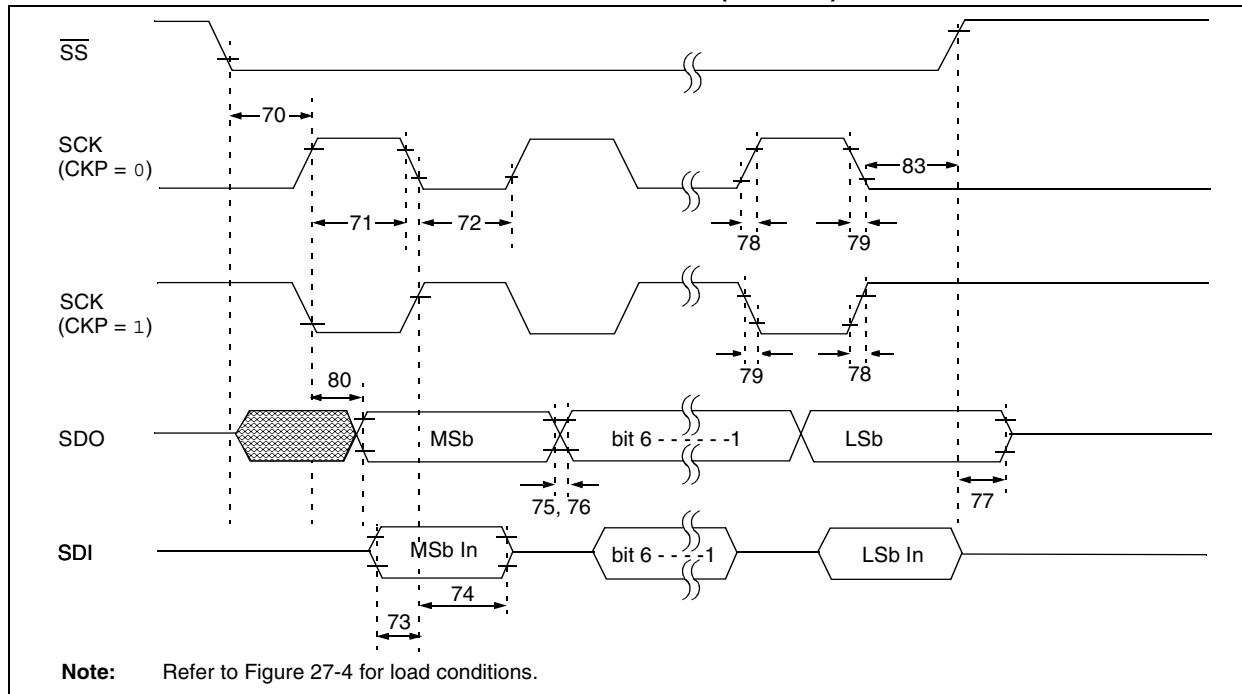 SS
70
SCK
(CKP = 0)
83
71
72
78
79
SCK
(CKP = 1)
79
78
80
SDO
MSb
bit 6 - - - - - -1
LSb
75, 76
77
SDI
MSb In
bit 6 - - - -1
LSb In
74
73
Note: Refer to Figure 27-4 for load conditions.